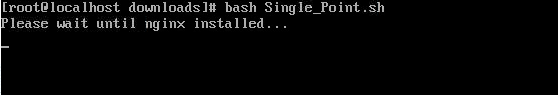 [root@localhost downloads]# bash Single_Point.sh
Please wait until nginx installed...